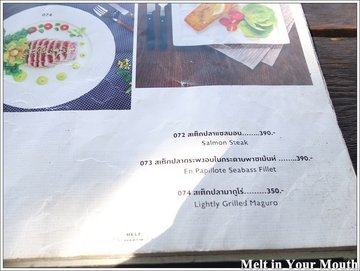 074
072 สเต็กปลาแซลมอน........390.-
Salmon Steak
073 สเต็กปลากระพงอบในกระดาษพาชเม้นท์ ........390.-
En Papillote Seabass Fillet
074 สเต็กปลามากุโร่..........350.-
Lightly Grilled Maguro
MELT
Melt in Your Mouth